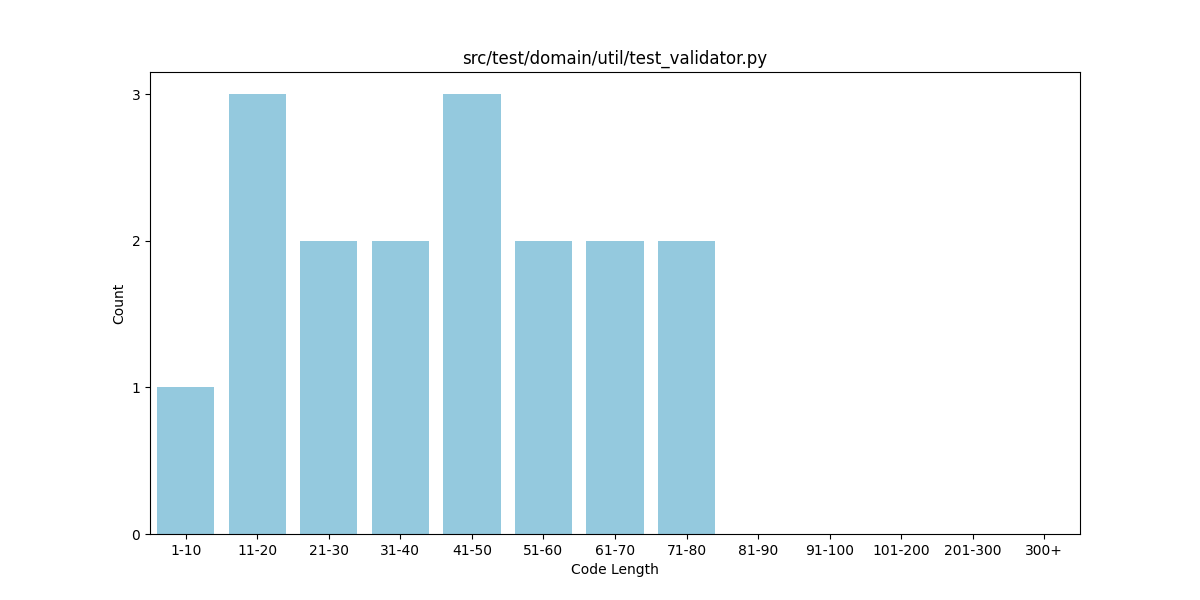 src/test/domain/util/test_validator.py
3
2
1
0
Count
1-10 11-20 21-30 31-40 41-50 51-60 61-70 71-80 81-90 91-100 101-200 201-300 300+
Code Length